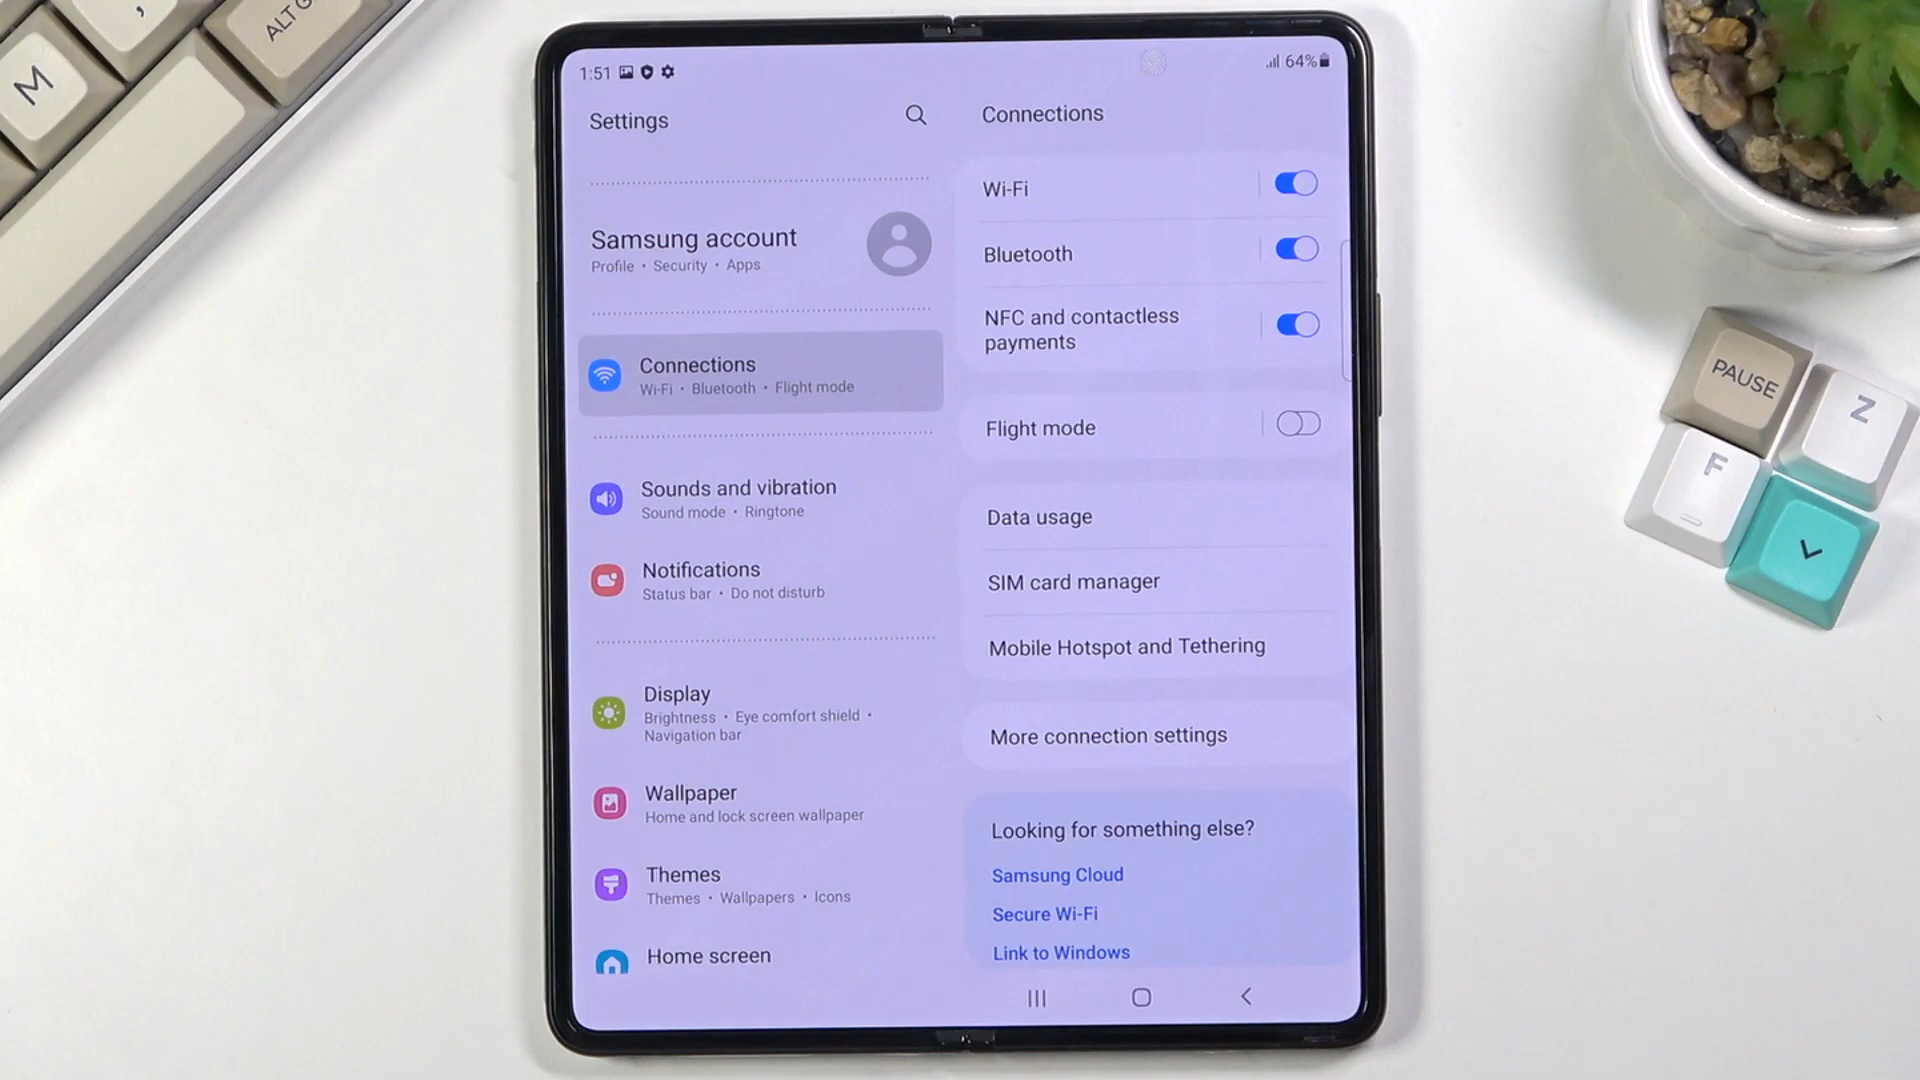 M
,
ALT G
1:51
64%
Settings
Samsung account
Profile • Security • Apps
Connections
Wi-Fi • Bluetooth • Flight mode
Sounds and vibration
Sound mode • Ringtone
Notifications
Status bar • Do not disturb
Display
Brightness • Eye comfort shield •
Navigation bar
Wallpaper
Home and lock screen wallpaper
Themes
Themes • Wallpapers • Icons
Home screen
Connections
Wi-Fi
Bluetooth
NFC and contactless
payments
Flight mode
Data usage
SIM card manager
Mobile Hotspot and Tethering
More connection settings
Looking for something else?
Samsung Cloud
Secure Wi-Fi
Link to Windows
PAUSE
Z
F